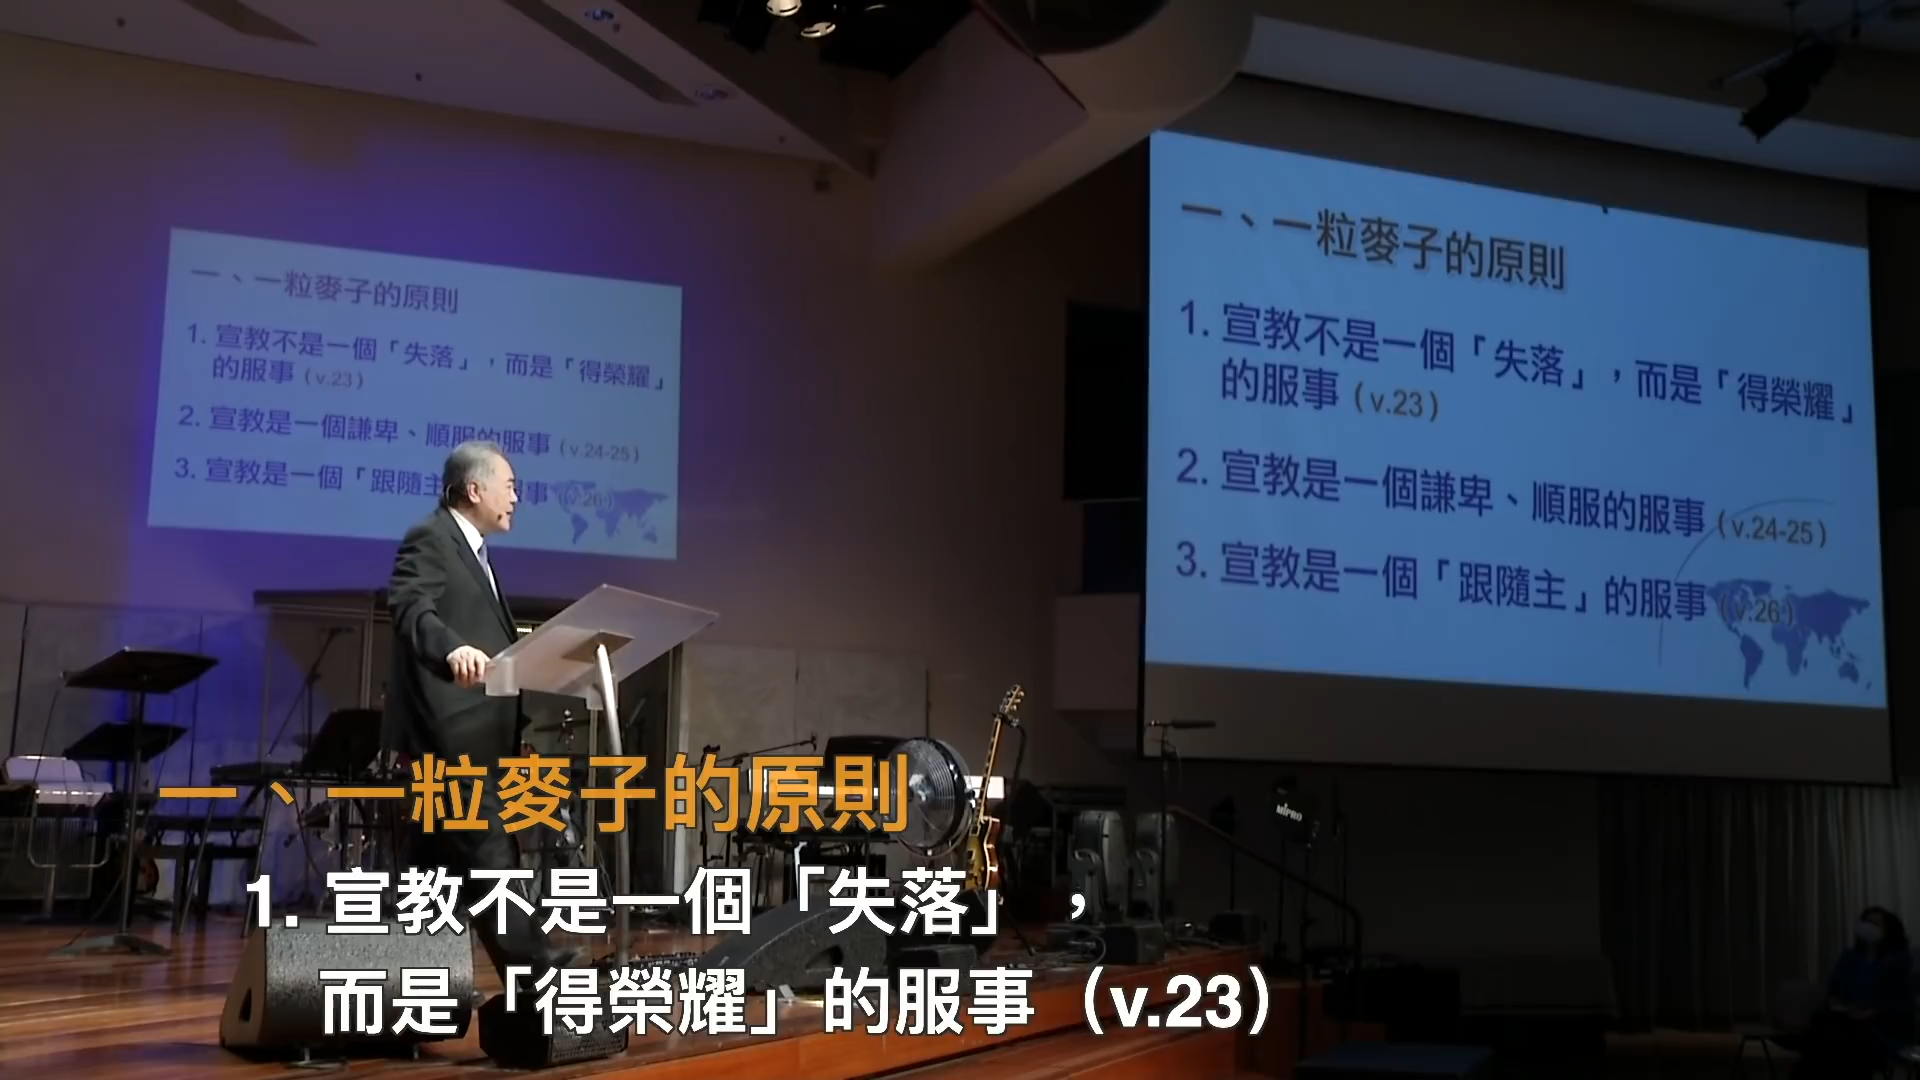 一、一粒麥子的原則
1. 宣教不是一個「失落」,而是「得榮耀」
的服事(v.23)
2. 宣教是一個謙卑、順服的服事(v.24-25)
3. 宣教是一個「跟隨主 服事(v.26)
一、一粒麥子的原則
1. 宣教不是一個「失落」,而是「得榮耀」
的服事(v.23)
2. 宣教是一個謙卑、順服的服事(v.24-25)
3. 宣教是一個「跟隨主」的服事(v.26)
MIPRO
一、一粒麥子的原則
1. 宣教不是一個「失落」,
而是「得榮耀」的服事(v.23)